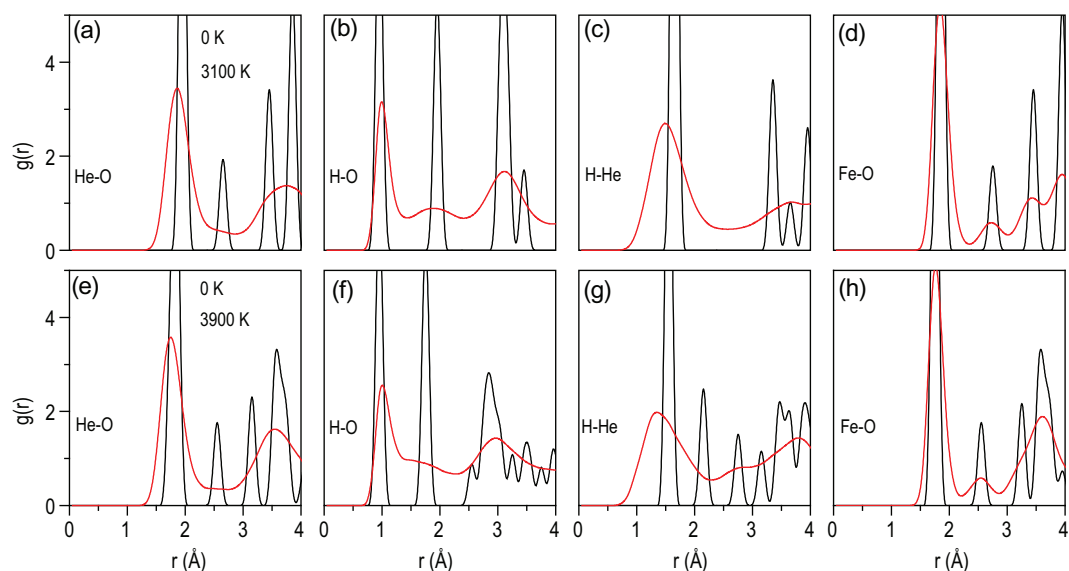 (a)
0 K
3100 K
He-O
g(r)
4
2
0
(b)
H-O
(c)
H-He
(d)
Fe-O
(e)
0 K
3900 K
He-O
g(r)
4
2
0
0 1 2 3 4
r (Å)
(f)
H-O
0 1 2 3 4
r (Å)
(g)
H-He
0 1 2 3 4
r (Å)
(h)
Fe-O
0 1 2 3 4
r (Å)